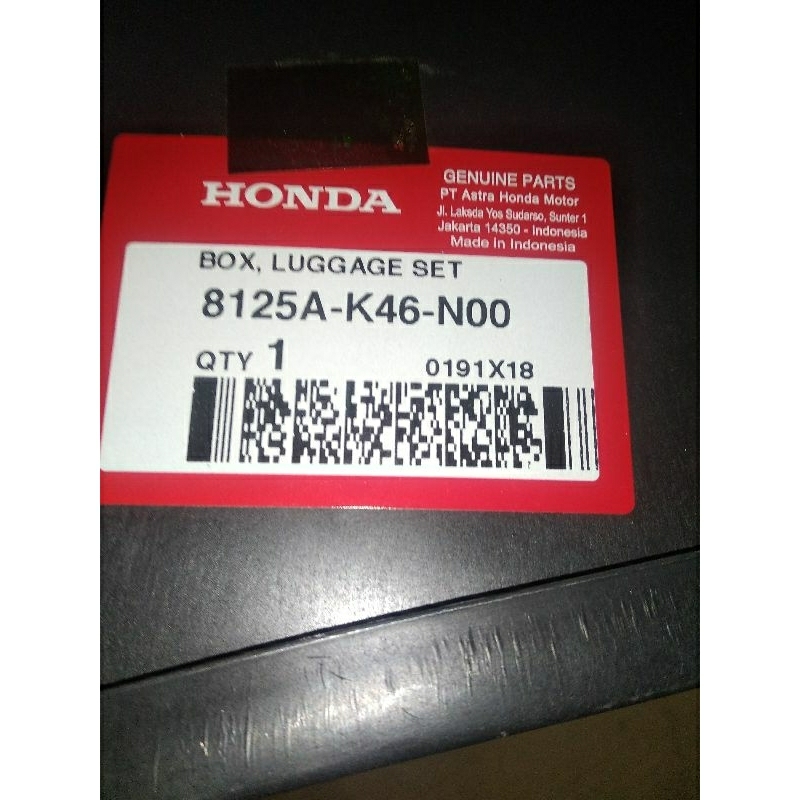 HONDA
GENUINE PARTS
PT Astra Honda Motor
Jl. Laksda Yos Sudarso, Sunter 1
Jakarta 14350 - Indonesia
Made in Indonesia
BOX, LUGGAGE SET
8125A-K46-N00
QTY 1 0191X18